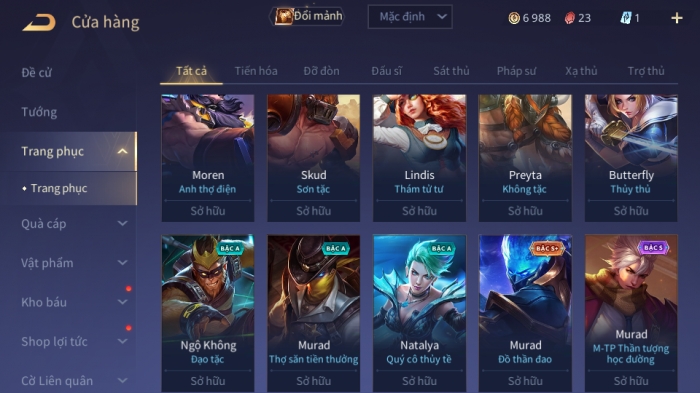 Cửa hàng
Đổi mảnh
Mặc định
6 988
23
1
Đề cử
Tướng
Trang phục
Trang phục
Quà cáp
Vật phẩm
Kho báu
Shop lợi tức
Cờ Liên quân
Tất cả Tiến hóa Đỡ đòn Đấu sĩ Sát thủ Pháp sư Xạ thủ Trợ thủ
Moren
Anh thợ điện
Sở hữu
Skud
Sơn tặc
Sở hữu
Lindis
Thám tử tư
Sở hữu
Preyta
Không tặc
Sở hữu
Butterfly
Thủy thủ
Sở hữu
BẬC A
Ngộ Không
Đạo tặc
Sở hữu
BẬC A
Murad
Thợ săn tiền thưởng
Sở hữu
BẬC A
Natalya
Quý cô thủy tề
Sở hữu
BẬC S+
Murad
Đồ thần đao
Sở hữu
BẬC S
Murad
M-TP Thần tượng
học đường
Sở hữu